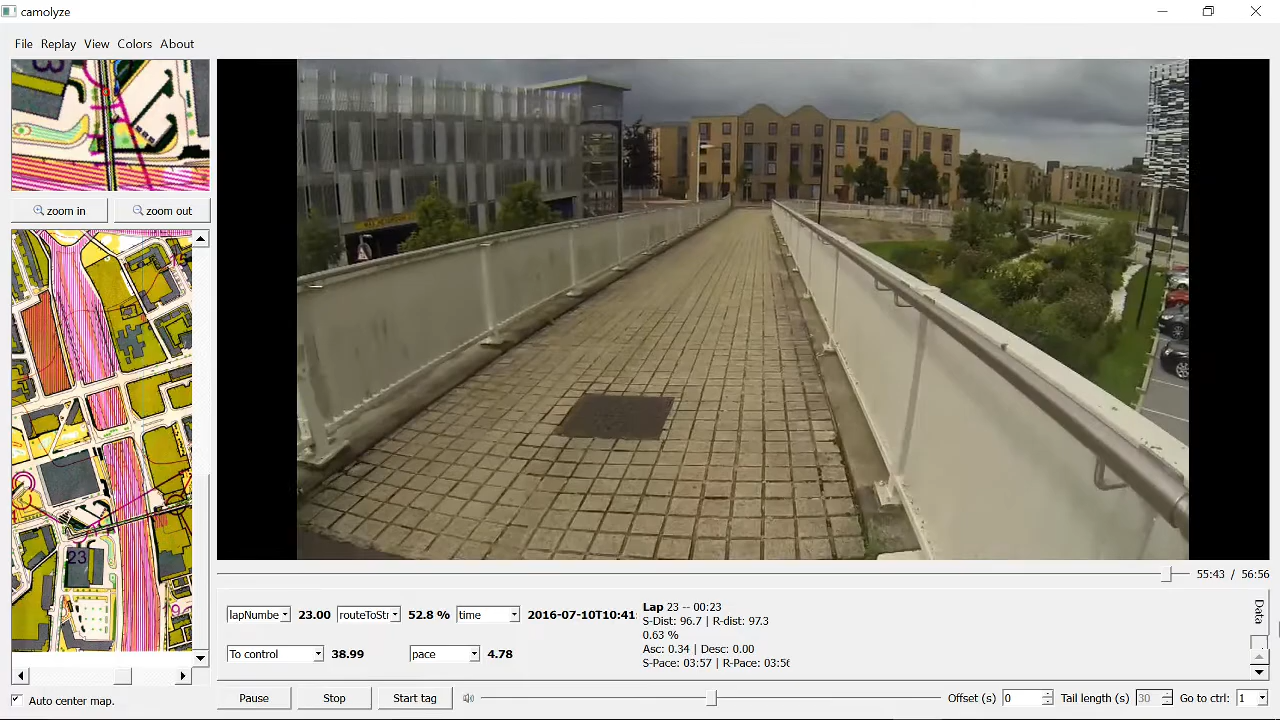 camolyze
File Replay View Colors About
zoom in zoom out
23
19
55:43 / 56:56
lapNumbe 23.00 routeToStr 52.8 % time 2016-07-10T10:41:
To control 38.99 pace 4.78
Lap 23 -- 00:23
S-Dist: 96.7 | R-dist: 97.3
0.63 %
Asc: 0.34 | Desc: 0.00
S-Pace: 03:57 | R-Pace: 03:56
Data
Auto center map.
Pause Stop Start tag Offset (s) 0 Tail length (s) 30 Go to ctrl: 1